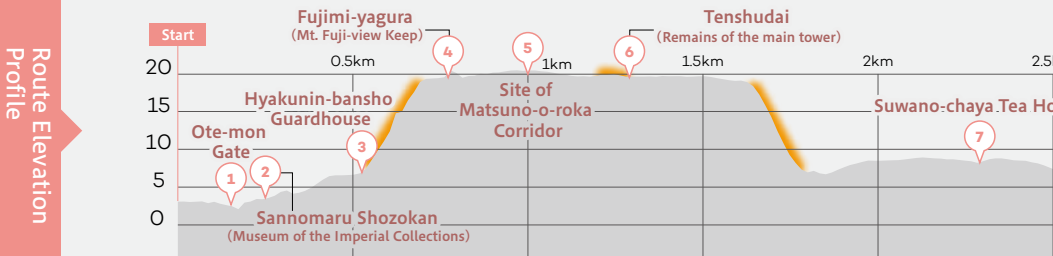 Route Elevation
Profile
Start
Fujimi-yagura
(Mt. Fuji-view Keep)
Tenshudai
(Remains of the main tower)
4
5
6
0.5km
1km
1.5km
2km
2.5
20
15
10
5
0
Hyakunin-bansho
Guardhouse
Site of
Matsuno-o-roka
Corridor
Suwano-chaya Tea Ho
Ote-mon
Gate
1
2
3
7
Sannomaru Shozokan
(Museum of the Imperial Collections)